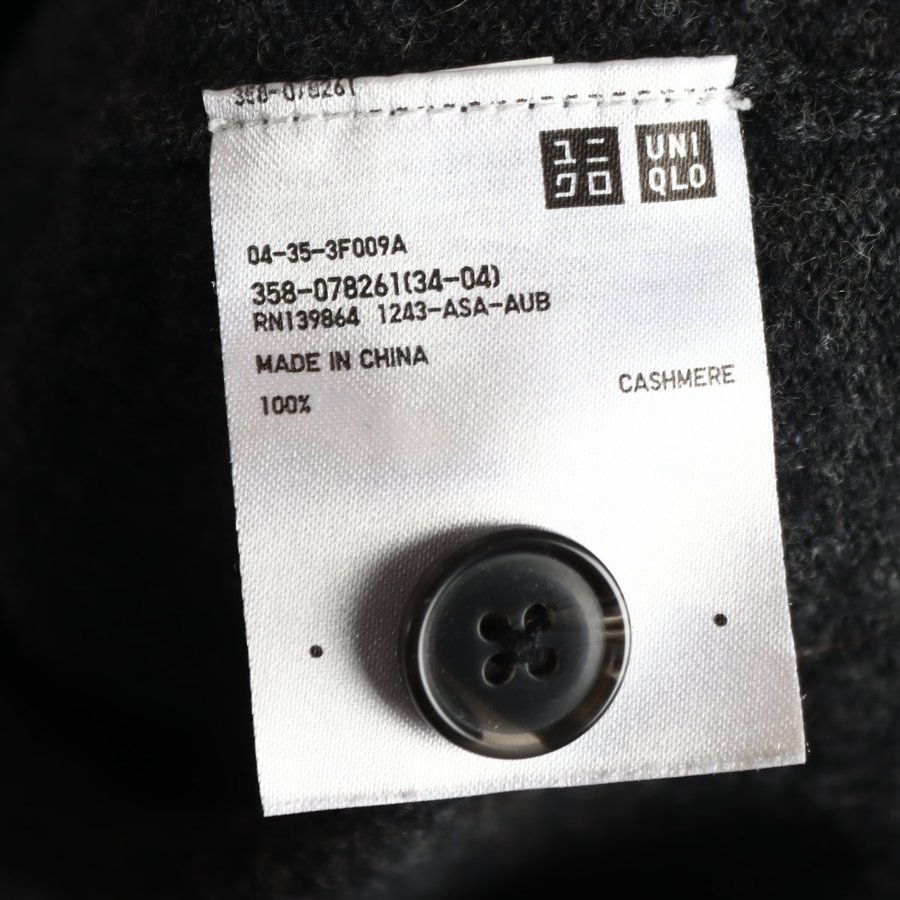 358-078261
ユニ
クロ
UNI
QLO
04-35-3F009A
358-078261(34-04)
RN139864 1243-ASA-AUB
MADE IN CHINA
100% CASHMERE